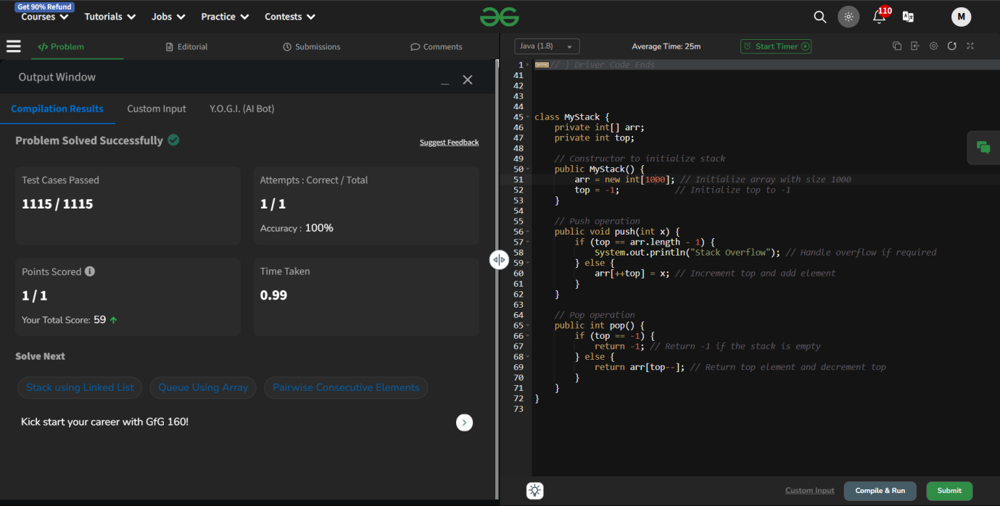 Get 90% Refund
Courses Tutorials Jobs Practice Contests
110
M
Problem Editorial Submissions Comments
Output Window
Compilation Results Custom Input Y.O.G.I. (AI Bot)
Problem Solved Successfully
Suggest Feedback
Test Cases Passed
1115 / 1115
Attempts : Correct / Total
1 / 1
Accuracy : 100%
Points Scored
1 / 1
Your Total Score: 59
Time Taken
0.99
Solve Next
Stack using Linked List Queue Using Array Pairwise Consecutive Elements
Kick start your career with GfG 160!
Java (1.8) Average Time: 25m Start Timer
1 // } Driver Code Ends
41
42
43
44
45 class MyStack {
46 private int[] arr;
47 private int top;
48
49 // Constructor to initialize stack
50 public MyStack() {
51 arr = new int[1000]; // Initialize array with size 1000
52 top = -1; // Initialize top to -1
53 }
54
55 // Push operation
56 public void push(int x) {
57 if (top == arr.length - 1) {
58 System.out.println("Stack Overflow"); // Handle overflow if required
59 } else {
60 arr[++top] = x; // Increment top and add element
61 }
62 }
63
64 // Pop operation
65 public int pop() {
66 if (top == -1) {
67 return -1; // Return -1 if the stack is empty
68 } else {
69 return arr[top--]; // Return top element and decrement top
70 }
71 }
72 }
73
Custom Input Compile & Run Submit